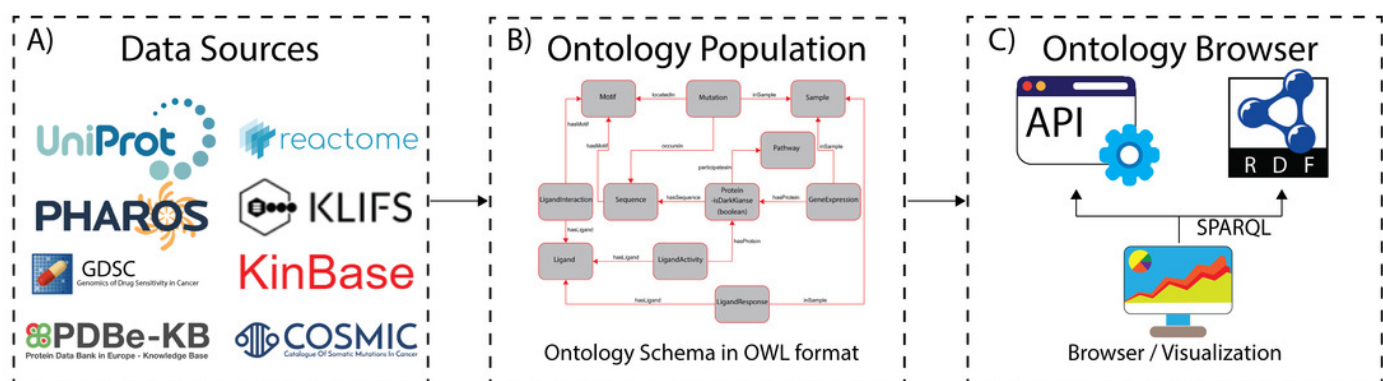 A)
Data Sources
UniProt
reactome
PHAROS
KLIFS
GDSC
Genomics of Drug Sensitivity in Cancer
KinBase
PDBe-KB
Protein Data Bank in Europe - Knowledge Base
COSMIC
Catalogue Of Somatic Mutations In Cancer
B)
Ontology Population
Motif
locatedIn
Mutation
inSample
Sample
hasMotif
hasMotif
occursIn
Pathway
inSample
participatesIn
LigandInteraction
Sequence
hasSequence
Protein
-isDarkKianse
(boolean)
hasProtein
GeneExpression
hasLigand
hasProtein
Ligand
hasLigand
LigandActivity
hasLigand
LigandResponse
inSample
Ontology Schema in OWL format
C)
Ontology Browser
API
R D F
SPARQL
Browser / Visualization